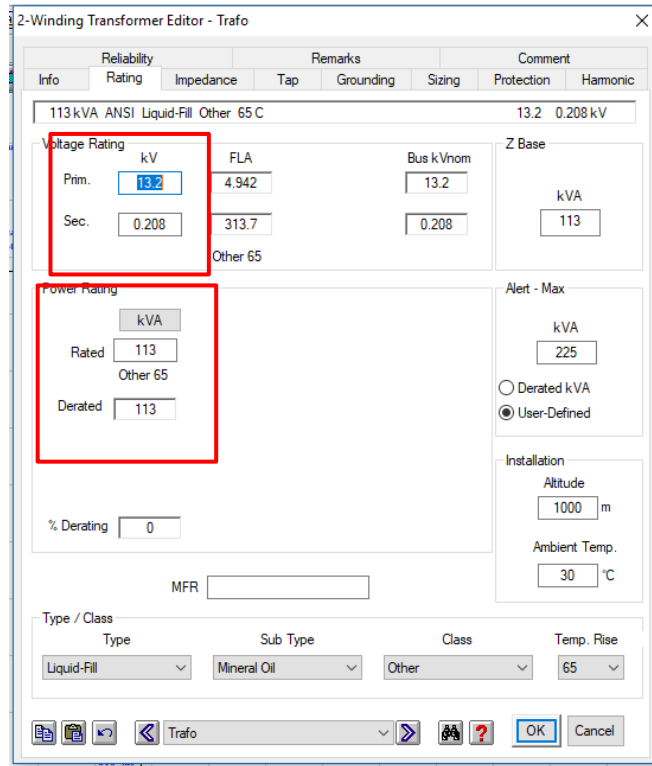 2-Winding Transformer Editor - Trafo
Reliability Remarks Comment
Info Rating Impedance Tap Grounding Sizing Protection Harmonic
113 kVA ANSI Liquid-Fill Other 65 C 13.2 0.208 kV
Voltage Rating Z Base
kV FLA Bus kVnom
Prim. 13.2 4.942 13.2
kVA
Sec. 0.208 313.7 0.208 113
Other 65
Power Rating Alert - Max
kVA kVA
Rated 113 225
Other 65
Derated kVA
Derated 113 User-Defined
Installation
Altitude
1000 m
% Derating 0
Ambient Temp.
30 °C
MFR
Type / Class
Type Sub Type Class Temp. Rise
Liquid-Fill Mineral Oil Other 65
Trafo ? OK Cancel